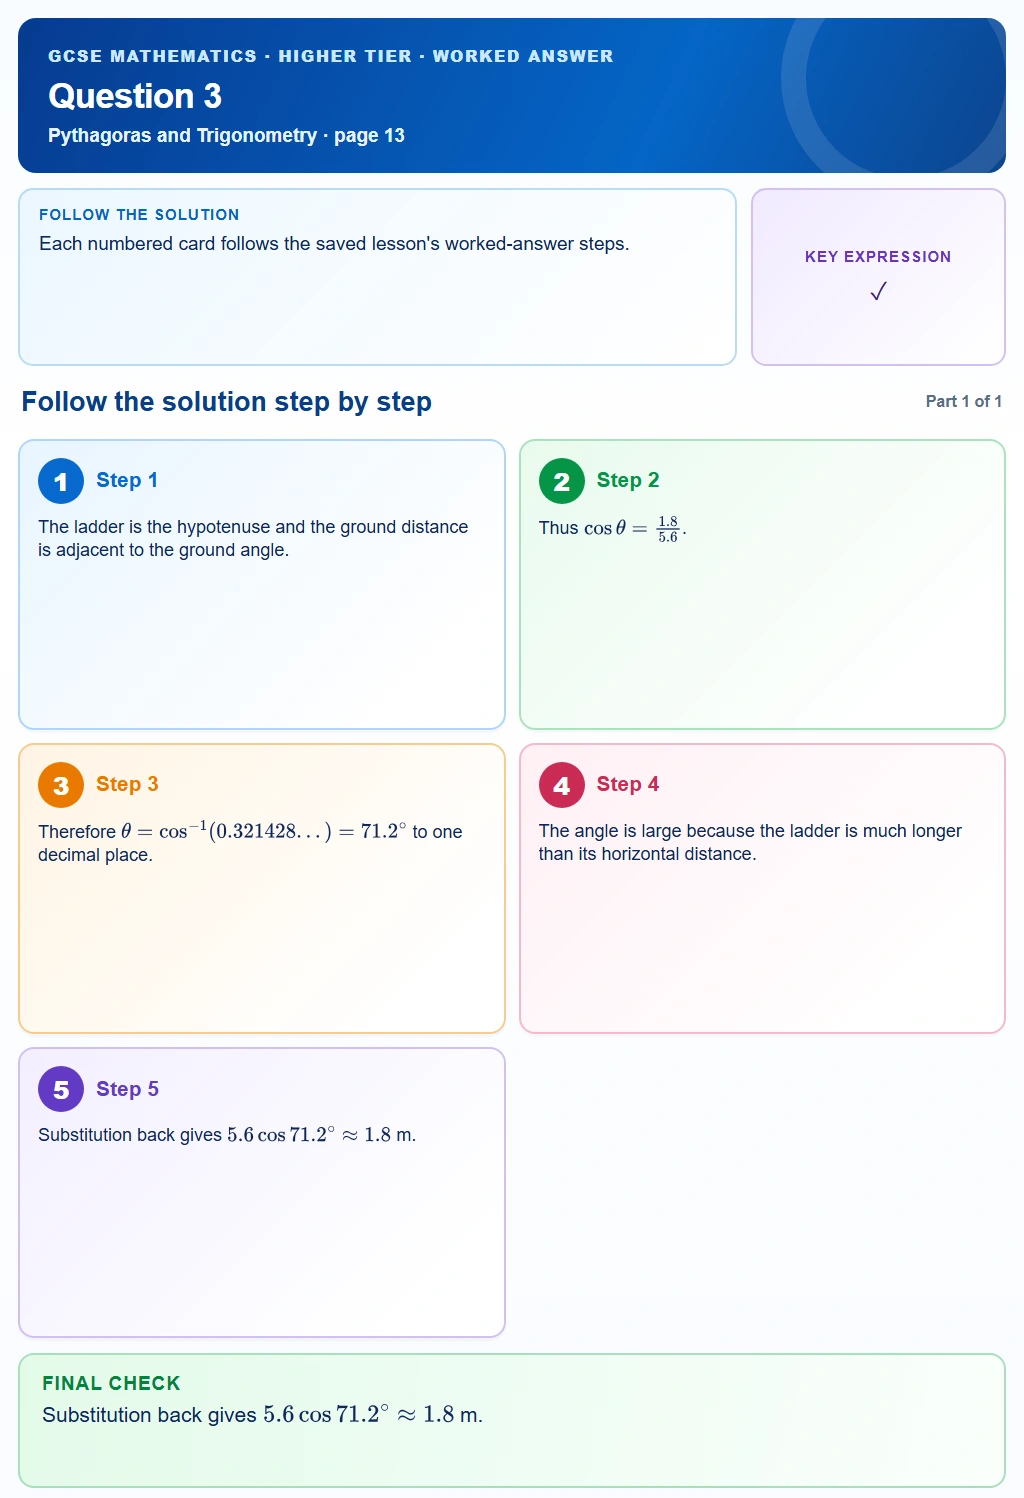 GCSE MATHEMATICS · HIGHER TIER · WORKED ANSWER
Question 3
Pythagoras and Trigonometry · page 13
FOLLOW THE SOLUTION
Each numbered card follows the saved lesson's worked-answer steps.
KEY EXPRESSION
✓
Follow the solution step by step
Part 1 of 1
1 Step 1
The ladder is the hypotenuse and the ground distance
is adjacent to the ground angle.
2 Step 2
Thus cos θ = 1.8/5.6.
3 Step 3
Therefore θ = cos⁻¹(0.321428...) = 71.2° to one
decimal place.
4 Step 4
The angle is large because the ladder is much longer
than its horizontal distance.
5 Step 5
Substitution back gives 5.6 cos 71.2° ≈ 1.8 m.
FINAL CHECK
Substitution back gives 5.6 cos 71.2° ≈ 1.8 m.